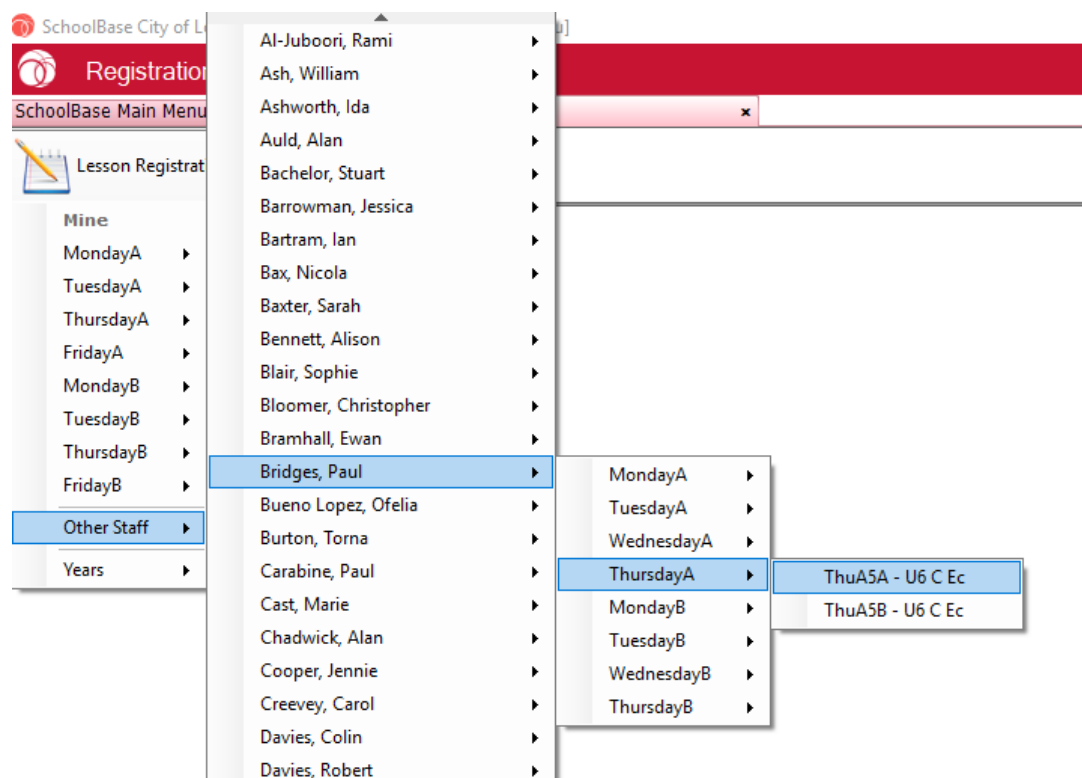 SchoolBase City of L
Registration
SchoolBase Main Menu
Lesson Registrat
Mine
MondayA
TuesdayA
ThursdayA
FridayA
MondayB
TuesdayB
ThursdayB
FridayB
Other Staff
Years
Al-Juboori, Rami
Ash, William
Ashworth, Ida
Auld, Alan
Bachelor, Stuart
Barrowman, Jessica
Bartram, Ian
Bax, Nicola
Baxter, Sarah
Bennett, Alison
Blair, Sophie
Bloomer, Christopher
Bramhall, Ewan
Bridges, Paul
Bueno Lopez, Ofelia
Burton, Torna
Carabine, Paul
Cast, Marie
Chadwick, Alan
Cooper, Jennie
Creevey, Carol
Davies, Colin
Davies, Robert
MondayA
TuesdayA
WednesdayA
ThursdayA
MondayB
TuesdayB
WednesdayB
ThursdayB
ThuA5A - U6 C Ec
ThuA5B - U6 C Ec